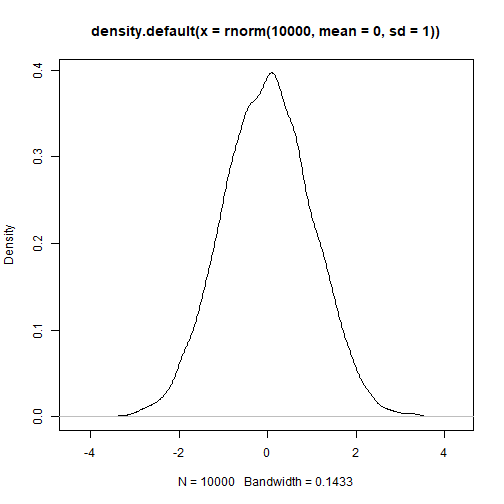 density.default(x = rnorm(10000, mean = 0, sd = 1))
Density
0.4
0.3
0.2
0.1
0.0
-4 -2 0 2 4
N = 10000 Bandwidth = 0.1433